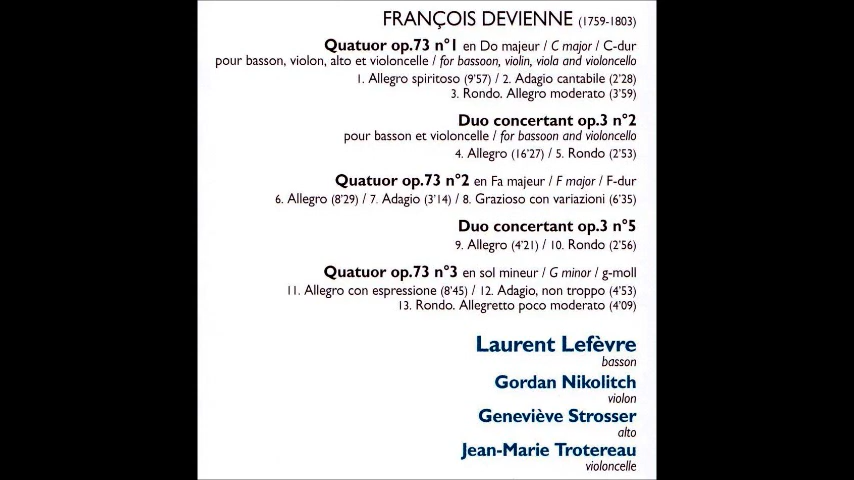 FRANÇOIS DEVIENNE (1759-1803)
Quatuor op.73 n°1 en Do majeur / C major / C-dur
pour basson, violon, alto et violoncelle / for bassoon, violin, viola and violoncello
1. Allegro spiritoso (9'57) / 2. Adagio cantabile (2'28)
3. Rondo. Allegro moderato (3'59)
Duo concertant op.3 n°2
pour basson et violoncelle / for bassoon and violoncello
4. Allegro (16'27) / 5. Rondo (2'53)
Quatuor op.73 n°2 en Fa majeur / F major / F-dur
6. Allegro (8'29) / 7. Adagio (3'14) / 8. Grazioso con variazioni (6'35)
Duo concertant op.3 n°5
9. Allegro (4'21) / 10. Rondo (2'56)
Quatuor op.73 n°3 en sol mineur / G minor / g-moll
11. Allegro con espressione (8'45) / 12. Adagio, non troppo (4'53)
13. Rondo. Allegretto poco moderato (4'09)
Laurent Lefèvre
basson
Gordan Nikolitch
violon
Geneviève Strosser
alto
Jean-Marie Trotereau
violoncelle